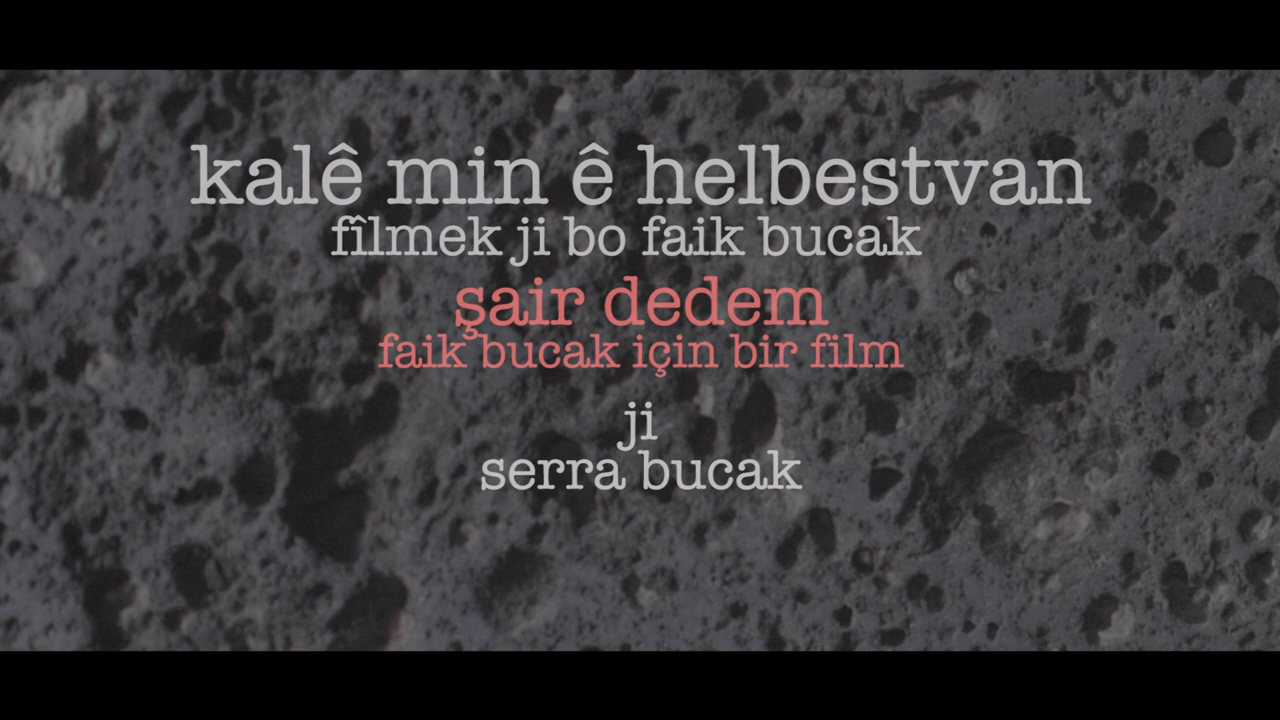 kalê min ê helbestvan
fîlmek ji bo faik bucak
şair dedem
faik bucak için bir film
ji
serra bucak